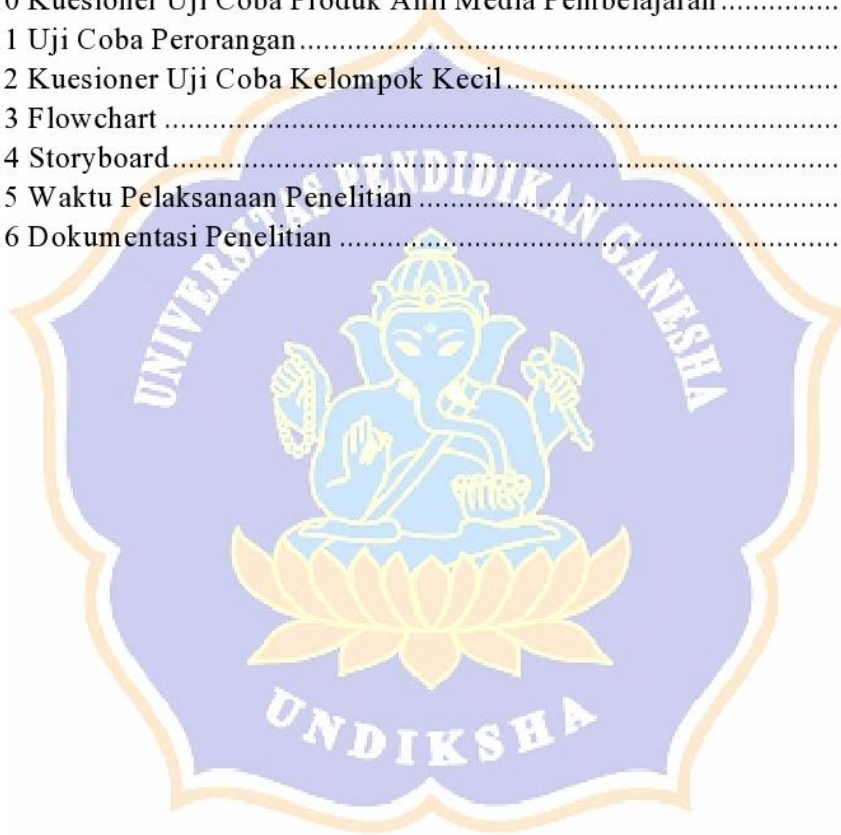 0 Kuesioner Uji Coba Produk Ahli Media Pembelajaran
1 Uji Coba Perorangan
2 Kuesioner Uji Coba Kelompok Kecil
3 Flowchart
4 Storyboard
5 Waktu Pelaksanaan Penelitian
6 Dokumentasi Penelitian
UNIVERSITAS PENDIDIKAN GANESHA
UNDIKSHA